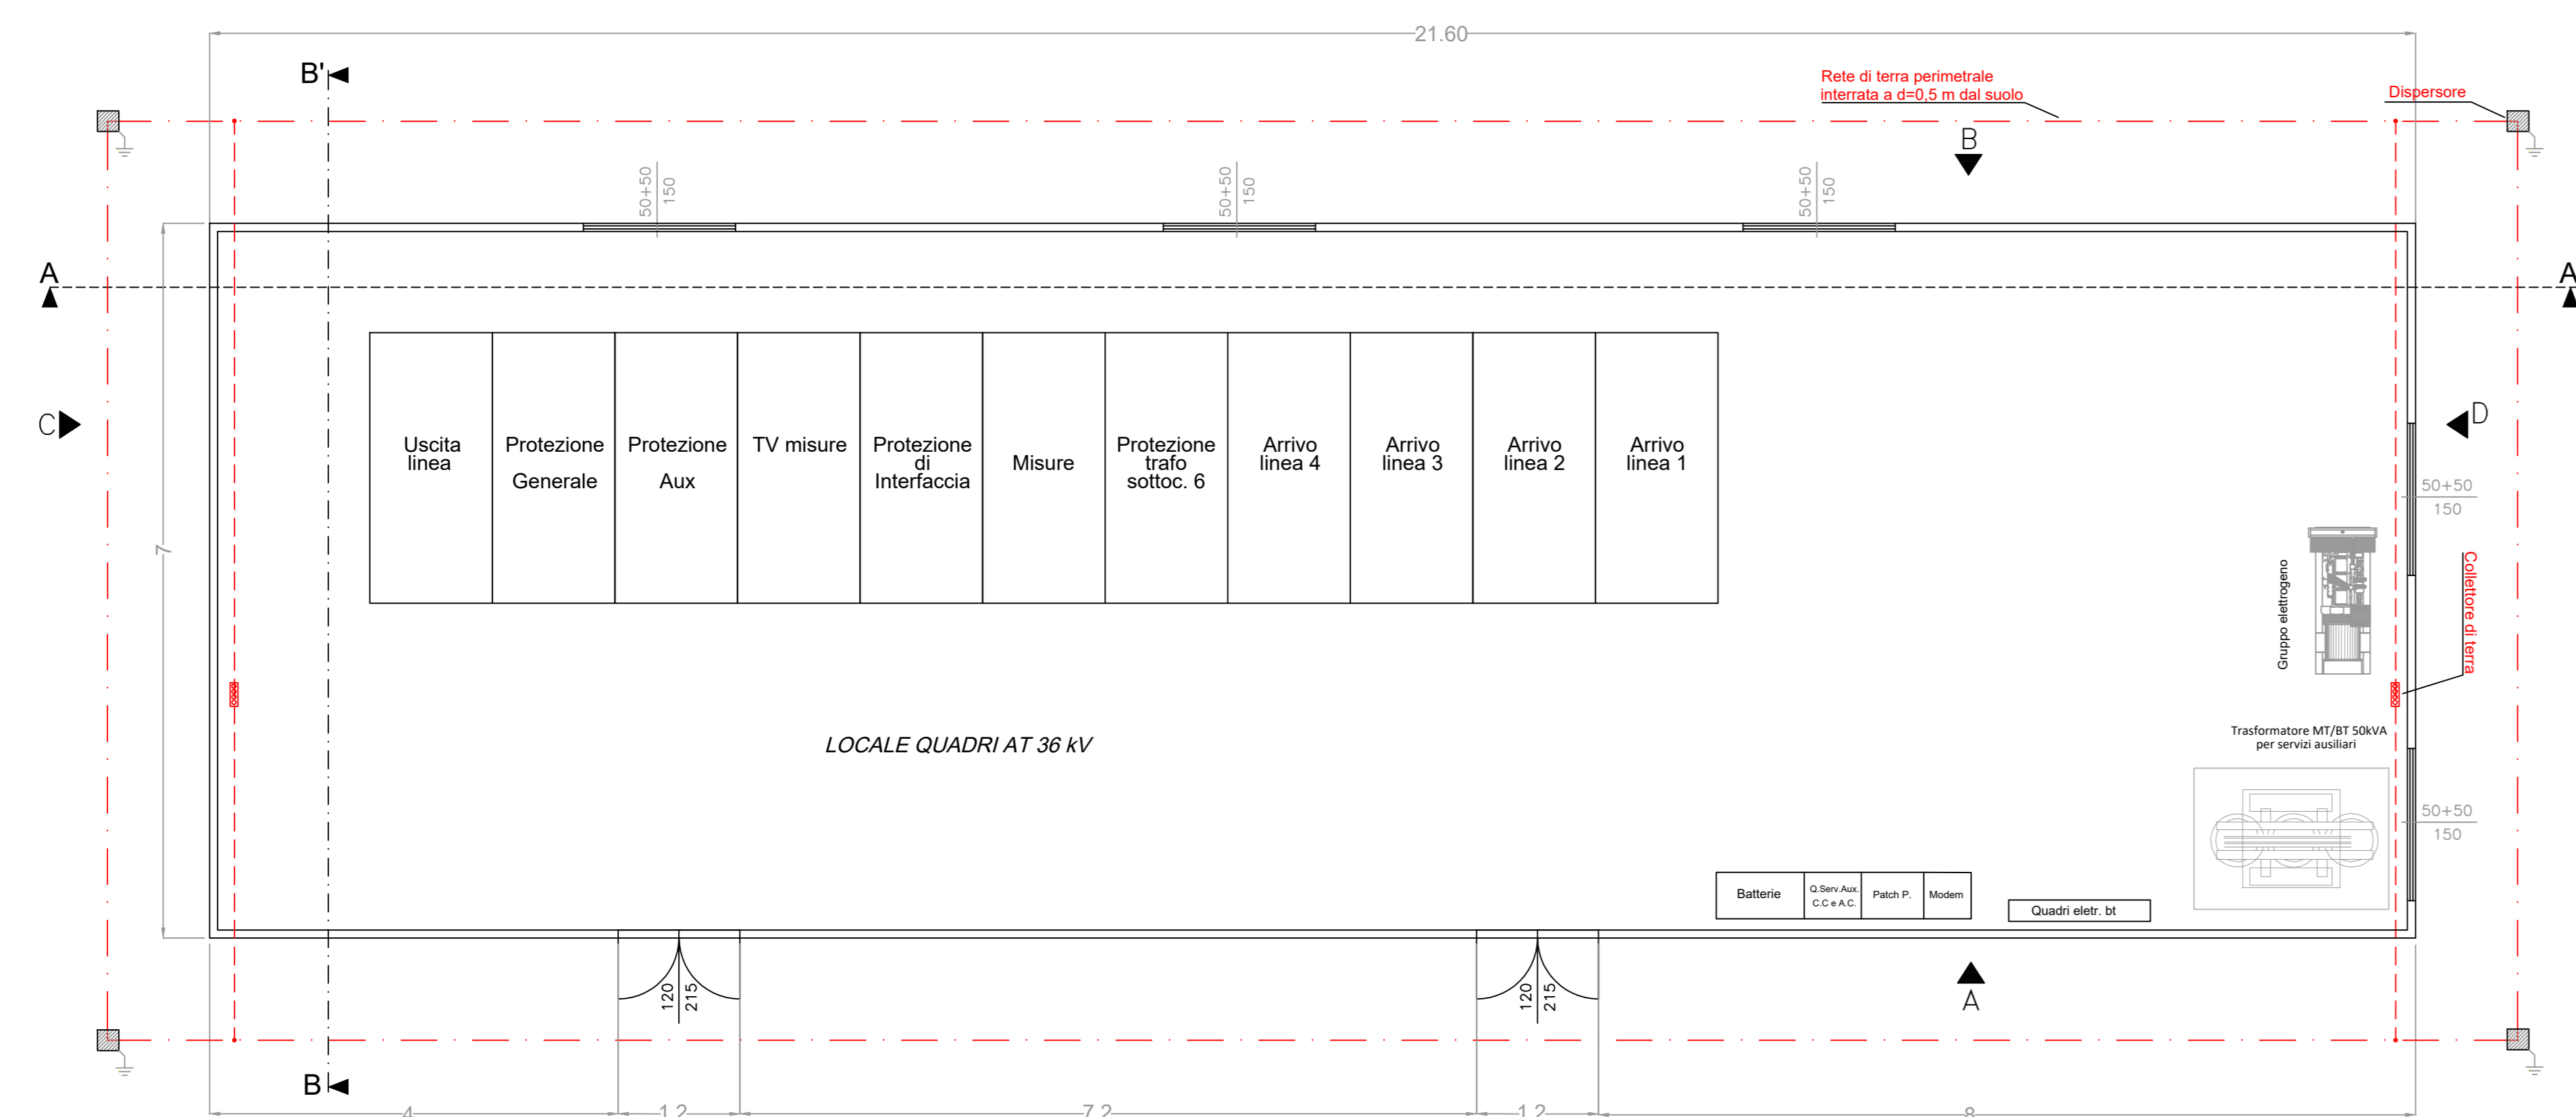 21.60
B'
Rete di terra perimetrale
interrata a d=0,5 m dal suolo
Dispersore
B
50+50
150
50+50
150
50+50
150
A
A
C
D
7
Uscita
linea
Protezione
Generale
Protezione
Aux
TV misure
Protezione
di
Interfaccia
Misure
Protezione
trafo
sottoc. 6
Arrivo
linea 4
Arrivo
linea 3
Arrivo
linea 2
Arrivo
linea 1
50+50
150
Gruppo elettrogeno
Collettore di terra
LOCALE QUADRI AT 36 kV
Trasformatore MT/BT 50kVA
per servizi ausiliari
50+50
150
Batterie
Q.Serv.Aux.
C.C e A.C.
Patch P.
Modem
Quadri eletr. bt
120
215
120
215
A
B
4
1.2
7.2
1.2
8